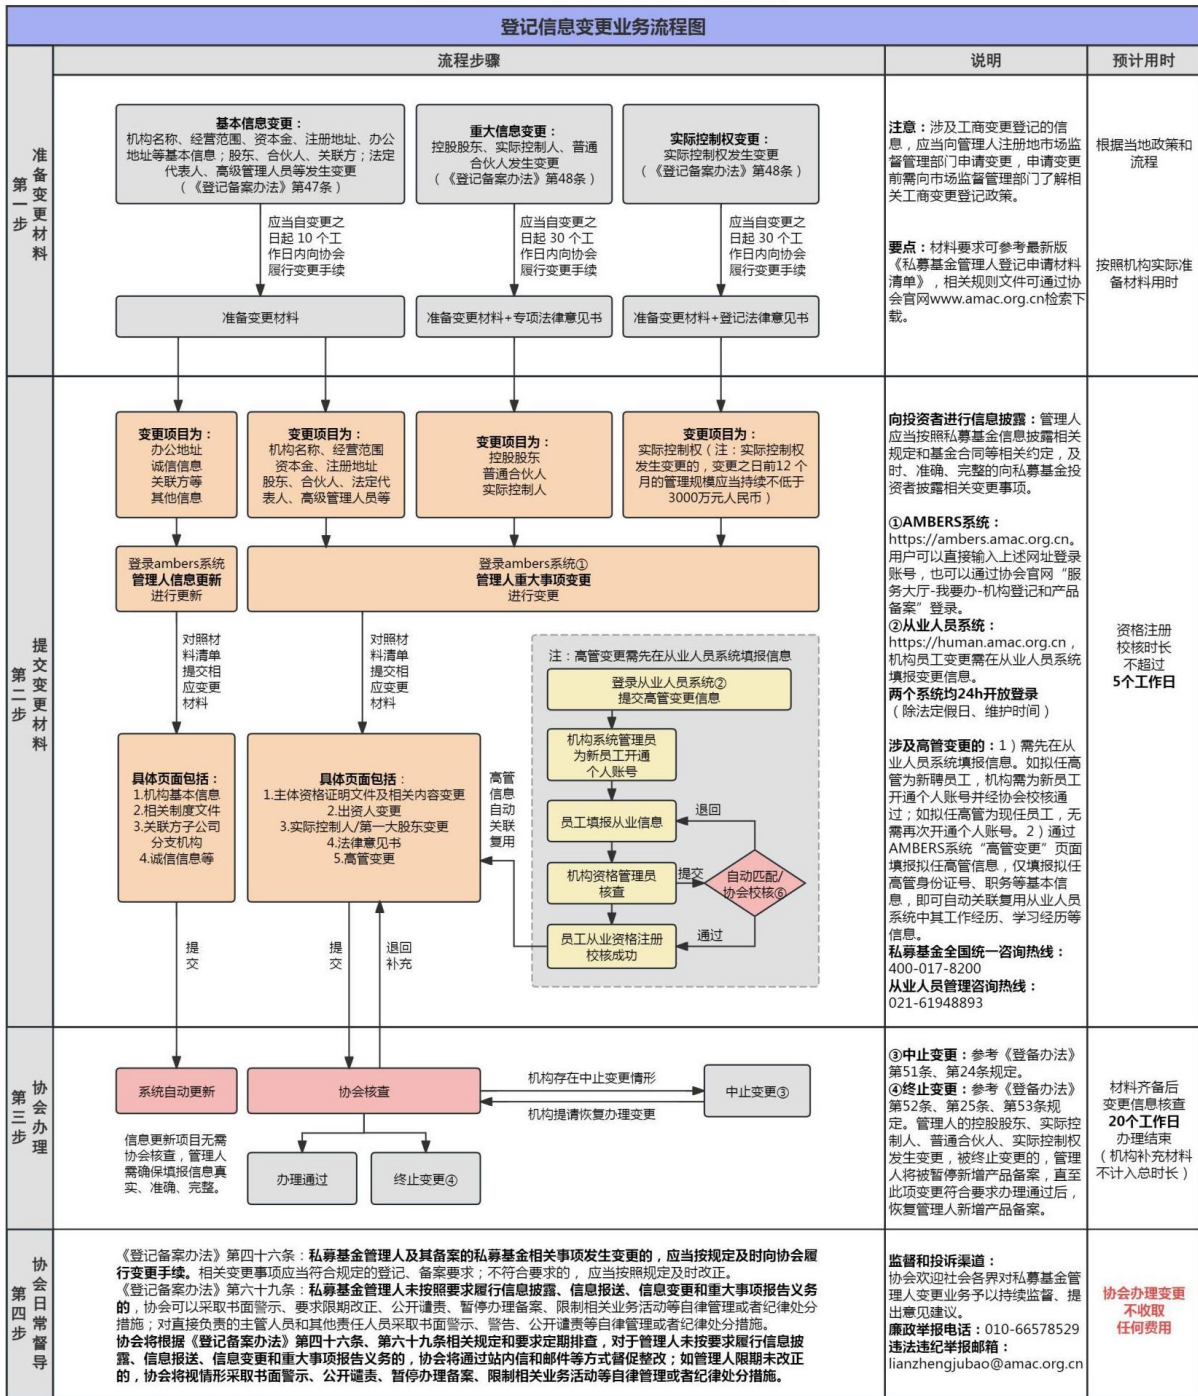 登记信息变更业务流程图
流程步骤
说明
预计用时
第一步
准备变更材料
基本信息变更：
机构名称、经营范围、资本金、注册地址、办公
地址等基本信息；股东、合伙人、关联方；法定
代表人、高级管理人员等发生变更
（《登记备案办法》第47条）
重大信息变更：
控股股东、实际控制人、普通
合伙人发生变更
（《登记备案办法》第48条）
实际控制权变更：
实际控制权发生变更
（《登记备案办法》第48条）
应当自变更之
日起 10 个工
作日内向协会
履行变更手续
应当自变更之
日起 30 个工
作日内向协会
履行变更手续
应当自变更之
日起 30 个工
作日内向协会
履行变更手续
准备变更材料
准备变更材料+专项法律意见书
准备变更材料+登记法律意见书
注意：涉及工商变更登记的信
息，应当向管理人注册地市场监
督管理部门申请变更，申请变更
前需向市场监督管理部门了解相
关工商变更登记政策。
要点：材料要求可参考最新版
《私募基金管理人登记申请材料
清单》，相关规则文件可通过协
会官网www.amac.org.cn检索下
载。
根据当地政策和
流程
按照机构实际准
备材料用时
第二步
提交变更材料
变更项目为：
办公地址
诚信信息
关联方等
其他信息
变更项目为：
机构名称、经营范围
资本金、注册地址
股东、合伙人、法定代
表人、高级管理人员等
变更项目为：
控股股东
普通合伙人
实际控制人
变更项目为：
实际控制权（注：实际控制权
发生变更的，变更之日前12 个
月的管理规模应当持续不低于
3000万元人民币）
登录ambers系统
管理人信息更新
进行更新
登录ambers系统①
管理人重大事项变更
进行变更
对照材
料清单
提交相
应变更
材料
对照材
料清单
提交相
应变更
材料
注：高管变更需先在从业人员系统填报信息
登录从业人员系统②
提交高管变更信息
机构系统管理员
为新员工开通
个人账号
员工填报从业信息
退回
机构资格管理员
核查
提交
自动匹配/
协会校核⑥
通过
员工从业资格注册
校核成功
高管
信息
自动
关联
复用
具体页面包括：
1.机构基本信息
2.相关制度文件
3.关联方子公司
分支机构
4.诚信信息等
具体页面包括：
1.主体资格证明文件及相关内容变更
2.出资人变更
3.实际控制人/第一大股东变更
4.法律意见书
5.高管变更
提
交
提
交
退回
补充
向投资者进行信息披露：管理人
应当按照私募基金信息披露相关
规定和基金合同等相关约定，及
时、准确、完整的向私募基金投
资者披露相关变更事项。
①AMBERS系统：
https://ambers.amac.org.cn。
用户可以直接输入上述网址登录
账号，也可以通过协会官网“服
务大厅-我要办-机构登记和产品
备案”登录。
②从业人员系统：
https://human.amac.org.cn，
机构员工变更需在从业人员系统
填报变更信息。
两个系统均24h开放登录
（除法定假日、维护时间）
涉及高管变更的：1）需先在从
业人员系统填报信息。如拟任高
管为新聘员工，机构需为新员工
开通个人账号并经协会校核通
过；如拟任高管为现任员工，无
需再次开通个人账号。2）通过
AMBERS系统“高管变更”页面
填报拟任高管信息，仅填报拟任
高管身份证号、职务等基本信
息，即可自动关联复用从业人员
系统中其工作经历、学习经历等
信息。
私募基金全国统一咨询热线：
400-017-8200
从业人员管理咨询热线：
021-61948893
资格注册
校核时长
不超过
5个工作日
第三步
协会办理
系统自动更新
信息更新项目无需
协会核查，管理人
需确保填报信息真
实、准确、完整。
协会核查
机构存在中止变更情形
机构提请恢复办理变更
中止变更③
办理通过
终止变更④
③中止变更：参考《登备办法》
第51条、第24条规定。
④终止变更：参考《登备办法》
第52条、第25条、第53条规
定。管理人的控股股东、实际控
制人、普通合伙人、实际控制权
发生变更，被终止变更的，管理
人将被暂停新增产品备案，直至
此项变更符合要求办理通过后，
恢复管理人新增产品备案。
材料齐备后
变更信息核查
20个工作日
办理结束
（机构补充材料
不计入总时长）
第四步
协会日常督导
《登记备案办法》第四十六条：私募基金管理人及其备案的私募基金相关事项发生变更的，应当按规定及时向协会履
行变更手续。相关变更事项应当符合规定的登记、备案要求；不符合要求的， 应当按照规定及时改正。
《登记备案办法》第六十九条：私募基金管理人未按照要求履行信息披露、信息报送、信息变更和重大事项报告义务
的，协会可以采取书面警示、要求限期改正、公开谴责、暂停办理备案、限制相关业务活动等自律管理或者纪律处分
措施；对直接负责的主管人员和其他责任人员采取书面警示、警告、公开谴责等自律管理或者纪律处分措施。
协会将根据《登记备案办法》第四十六条、第六十九条相关规定和要求定期排查，对于管理人未按要求履行信息披
露、信息报送、信息变更和重大事项报告义务的，协会将通过站内信和邮件等方式督促整改；如管理人限期未改正
的，协会将视情形采取书面警示、公开谴责、暂停办理备案、限制相关业务活动等自律管理或者纪律处分措施。
监督和投诉渠道：
协会欢迎社会各界对私募基金管
理人变更业务予以持续监督、提
出意见建议。
廉政举报电话：010-66578529
违法违纪举报邮箱：
lianzhengjubao@amac.org.cn
协会办理变更
不收取
任何费用